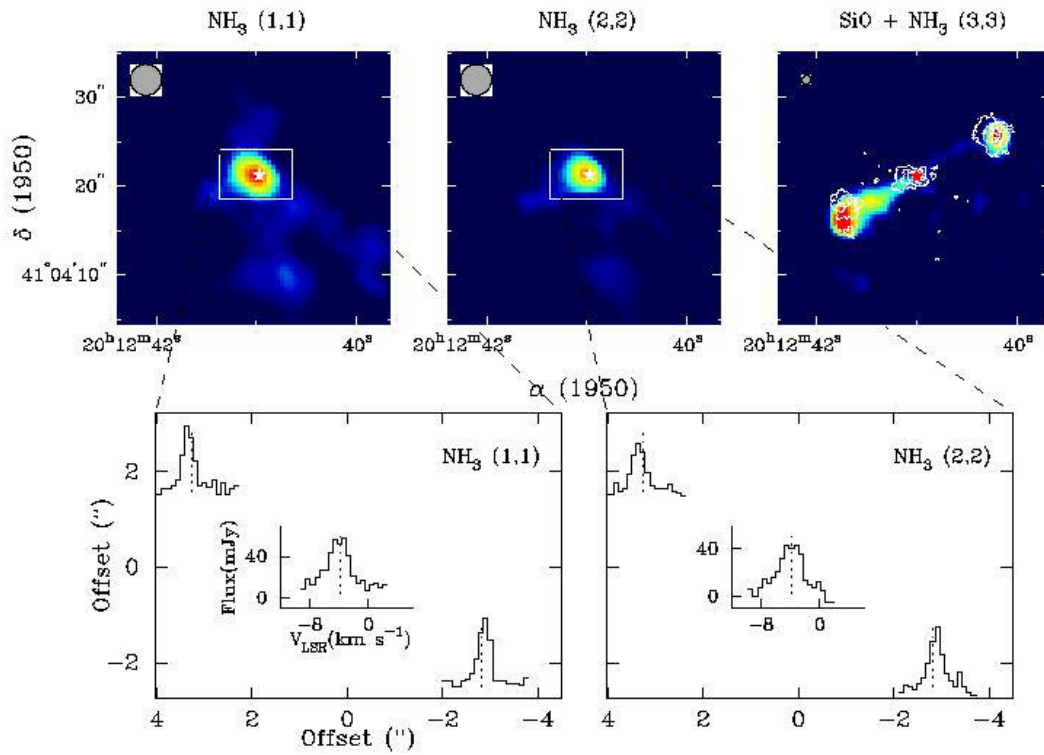 NH₃ (1,1) NH₃ (2,2) SiO + NH₃ (3,3)
30"
20"
41°04'10"
δ (1950)
20ʰ12ᵐ42ˢ 40ˢ 20ʰ12ᵐ42ˢ 40ˢ 20ʰ12ᵐ42ˢ 40ˢ
α (1950)
NH₃ (1,1) NH₃ (2,2)
2
0
−2
Offset (")
Flux(mJy)
40
0
−8 0
V_LSR(km s⁻¹)
40
0
−8 0
4 2 0 −2 −4 4 2 0 −2 −4
Offset (")